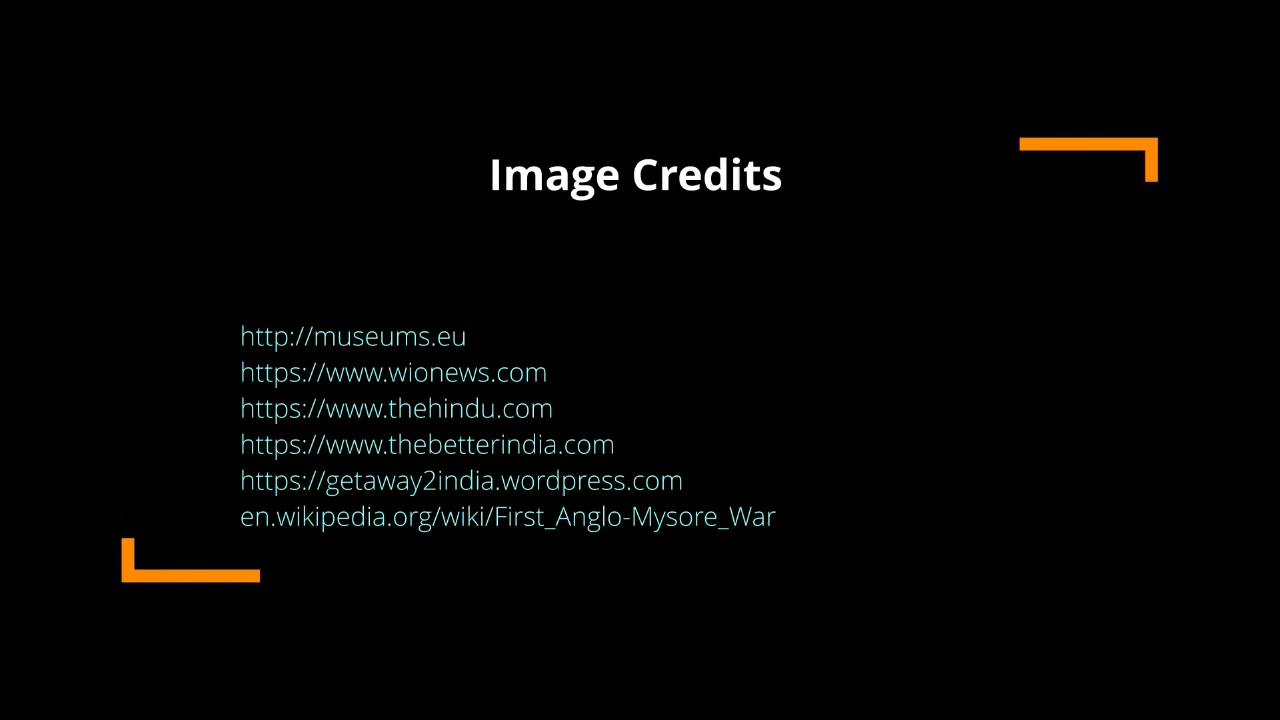 Image Credits
http://museums.eu
https://www.wionews.com
https://www.thehindu.com
https://www.thebetterindia.com
https://getaway2india.wordpress.com
en.wikipedia.org/wiki/First_Anglo-Mysore_War